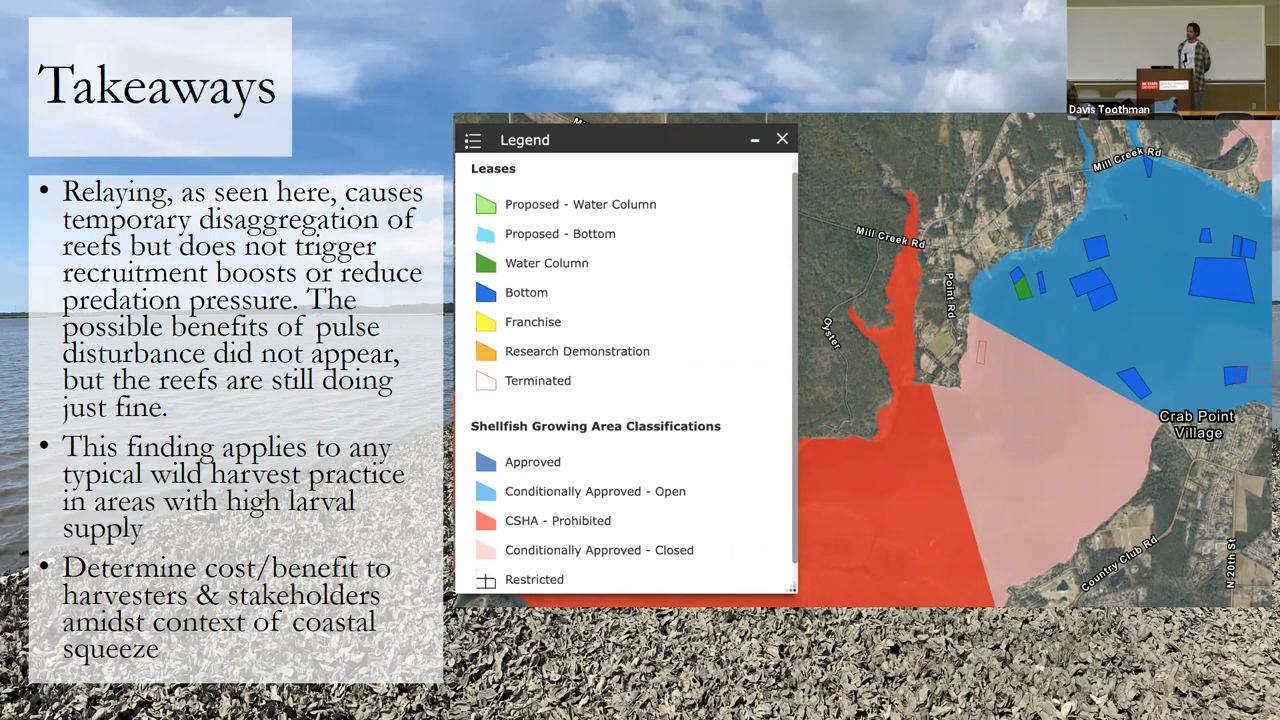 Takeaways
• Relaying, as seen here, causes
temporary disaggregation of
reefs but does not trigger
recruitment boosts or reduce
predation pressure. The
possible benefits of pulse
disturbance did not appear,
but the reefs are still doing
just fine.
• This finding applies to any
typical wild harvest practice
in areas with high larval
supply
• Determine cost/benefit to
harvesters & stakeholders
amidst context of coastal
squeeze
Legend
Leases
Proposed - Water Column
Proposed - Bottom
Water Column
Bottom
Franchise
Research Demonstration
Terminated
Shellfish Growing Area Classifications
Approved
Conditionally Approved - Open
CSHA - Prohibited
Conditionally Approved - Closed
Restricted
Mill Creek Rd
Mill Creek Rd
Point Rd
Oyster
Crab Point
Village
Country Club Rd
N 20th St
Davis Toothman